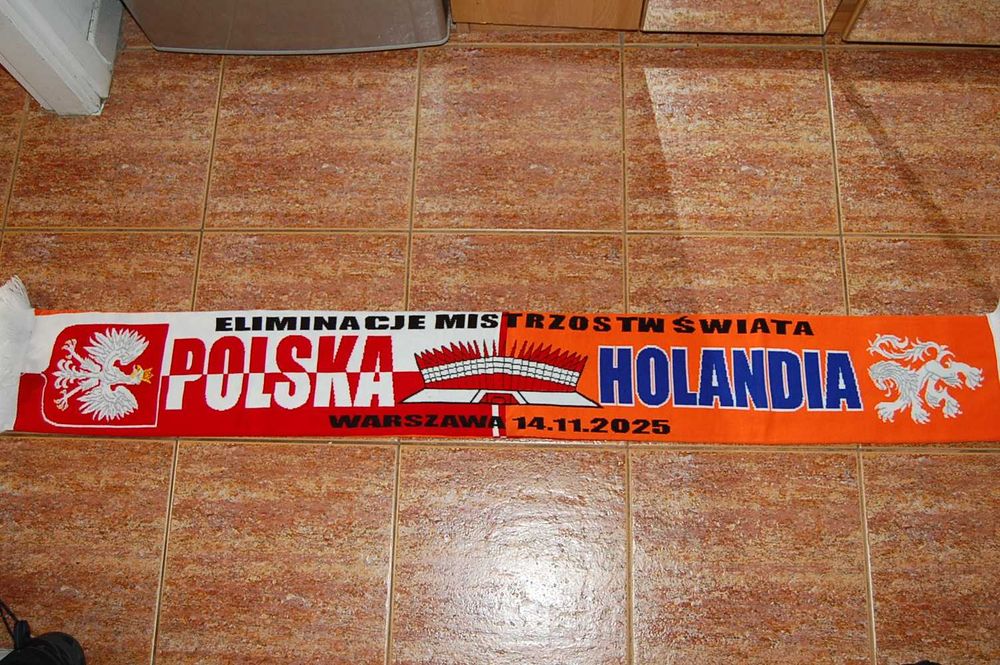 ELIMINACJE MISTRZOSTW ŚWIATA
POLSKA HOLANDIA
WARSZAWA 14.11.2025